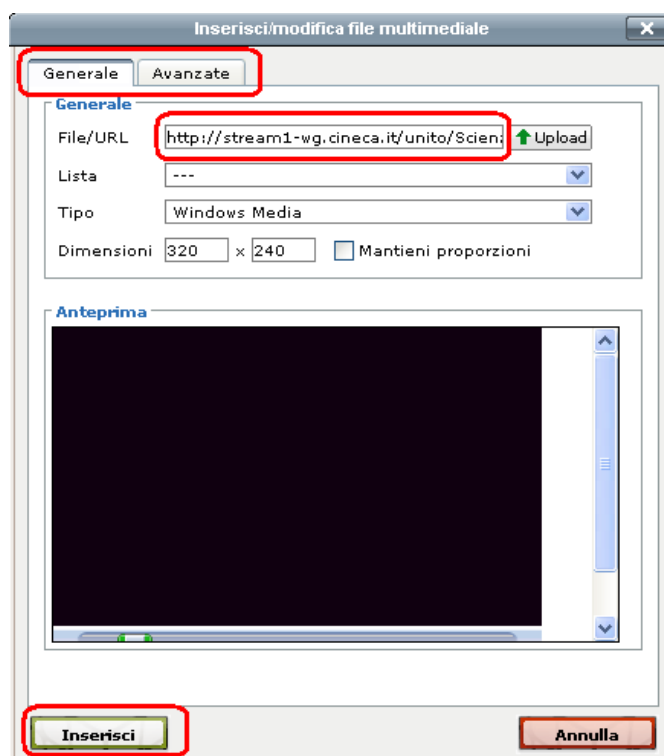 Inserisci/modifica file multimediale
Generale Avanzate
Generale
File/URL http://stream1-wg.cineca.it/unito/Scien Upload
Lista ---
Tipo Windows Media
Dimensioni 320 x 240 Mantieni proporzioni
Anteprima
Inserisci Annulla